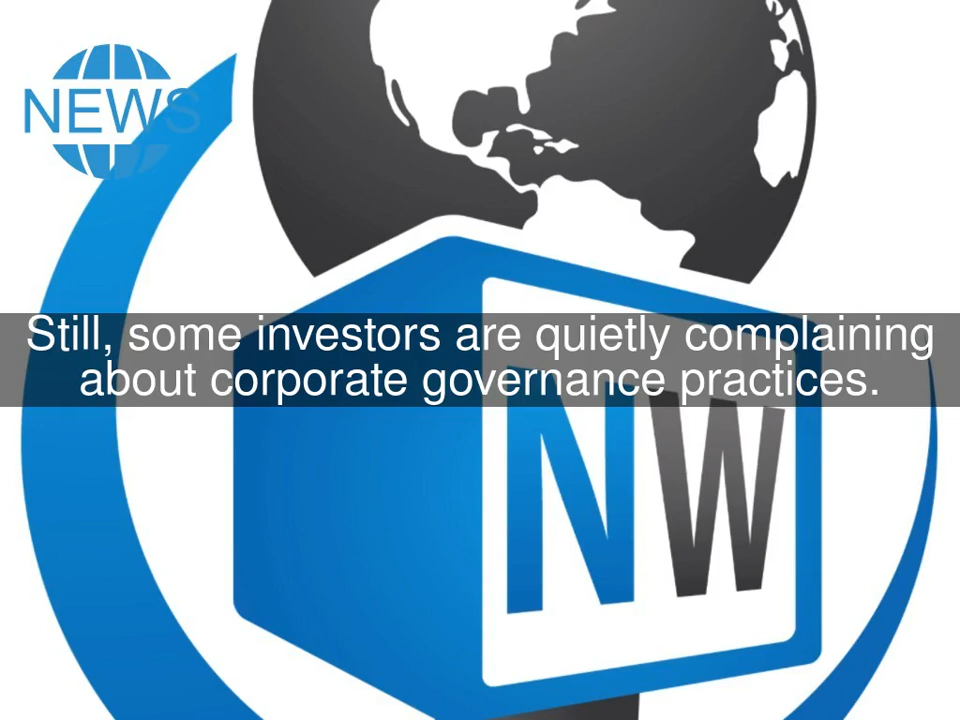 NEWS
Still, some investors are quietly complaining
about corporate governance practices.
NW